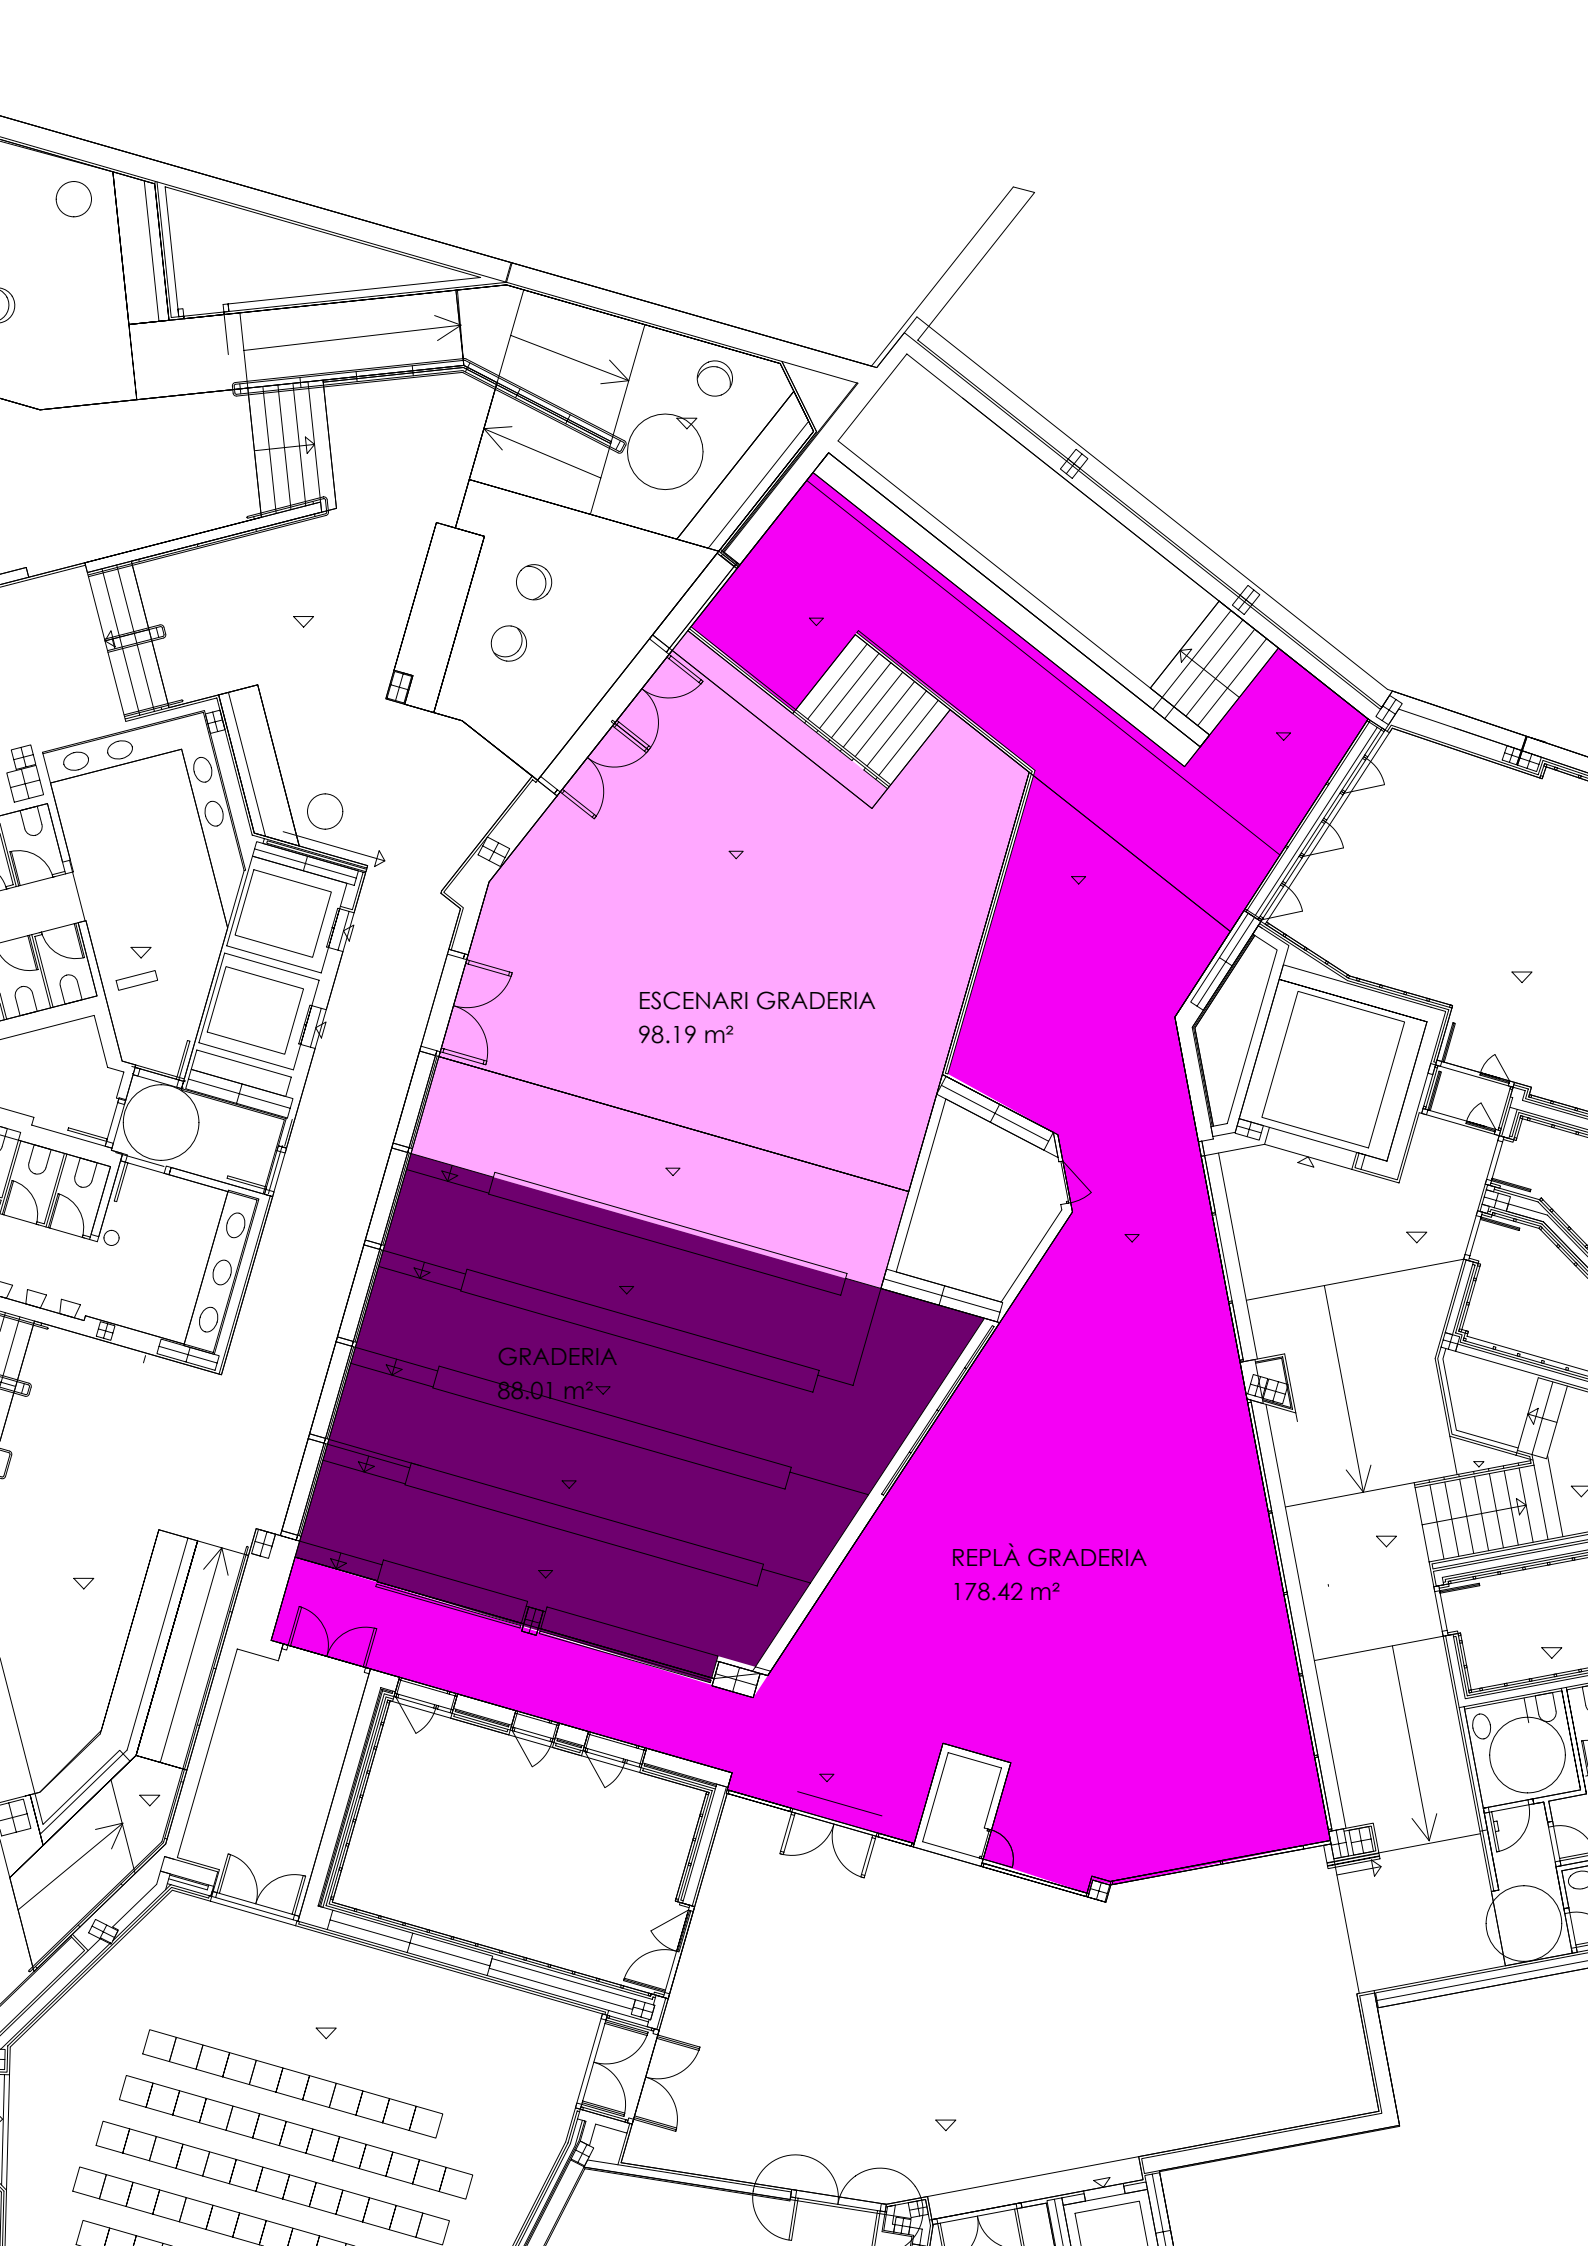 ESCENARI GRADERIA
98.19 m²
GRADERIA
88.01 m²
REPLÀ GRADERIA
178.42 m²